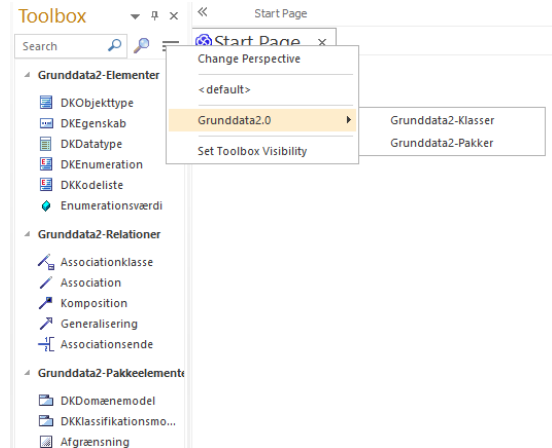 Toolbox
Start Page
Search
Start Page
Change Perspective
<default>
Grunddata2.0
Set Toolbox Visibility
Grunddata2-Klasser
Grunddata2-Pakker
Grunddata2-Elementer
DKObjekttype
DKEgenskab
DKDatatype
DKEnumeration
DKKodeliste
Enumerationsværdi
Grunddata2-Relationer
Associationklasse
Association
Komposition
Generalisering
Associationsende
Grunddata2-Pakkeelemente
DKDomænemodel
DKKlassifikationsmo...
Afgrænsning